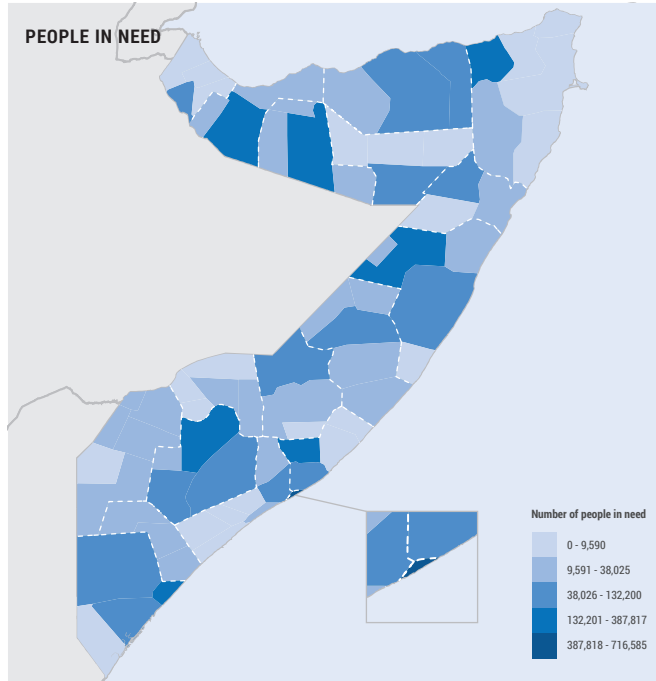 PEOPLE IN NEED
Number of people in need
0 - 9,590
9,591 - 38,025
38,026 - 132,200
132,201 - 387,817
387,818 - 716,585